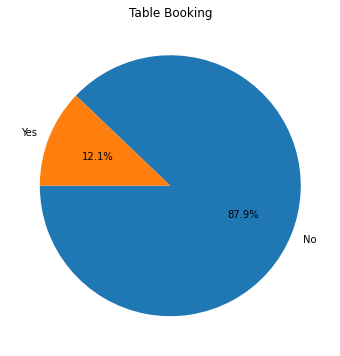 Table Booking
Yes
12.1%
87.9%
No